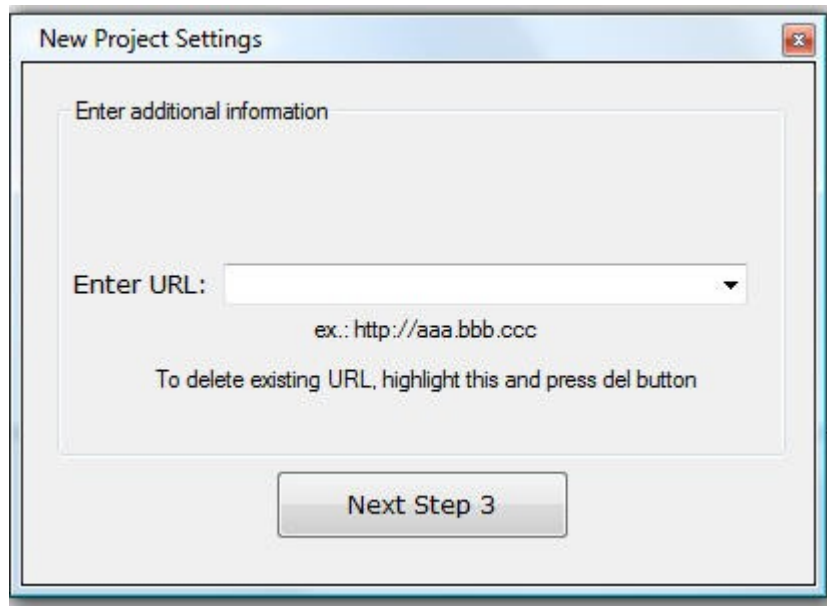 New Project Settings
Enter additional information
Enter URL:
ex.: http://aaa.bbb.ccc
To delete existing URL, highlight this and press del button
Next Step 3